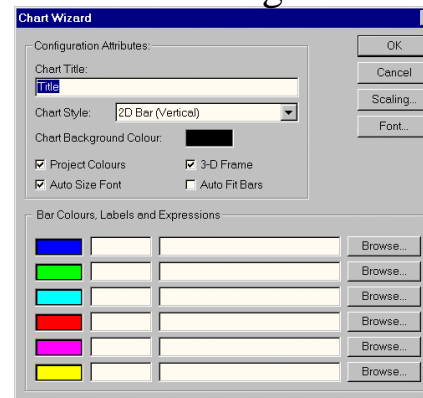 Chart Wizard
Configuration Attributes:
OK
Chart Title:
Cancel
Title
Scaling...
Chart Style: 2D Bar (Vertical)
Font...
Chart Background Colour:
Project Colours 3-D Frame
Auto Size Font Auto Fit Bars
Bar Colours, Labels and Expressions
Browse...
Browse...
Browse...
Browse...
Browse...
Browse...